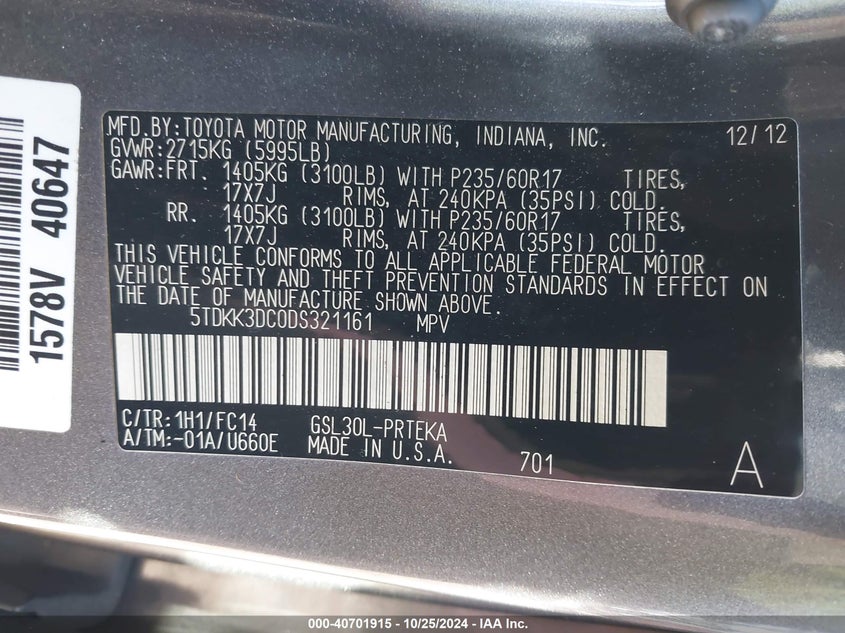 1578V 40647
MFD.BY:TOYOTA MOTOR MANUFACTURING, INDIANA, INC. 12/12
GVWR:2715KG (5995LB)
GAWR:FRT. 1405KG (3100LB) WITH P235/60R17 TIRES,
17X7J RIMS, AT 240KPA (35PSI) COLD.
RR. 1405KG (3100LB) WITH P235/60R17 TIRES,
17X7J RIMS, AT 240KPA (35PSI) COLD.
THIS VEHICLE CONFORMS TO ALL APPLICABLE FEDERAL MOTOR
VEHICLE SAFETY AND THEFT PREVENTION STANDARDS IN EFFECT ON
THE DATE OF MANUFACTURE SHOWN ABOVE.
5TDKK3DC0DS321161 MPV
C/TR:1H1/FC14 GSL30L-PRTEKA
A/TM:-01A/U660E MADE IN U.S.A. 701 A
000-40701915 - 10/25/2024 - IAAI Inc.